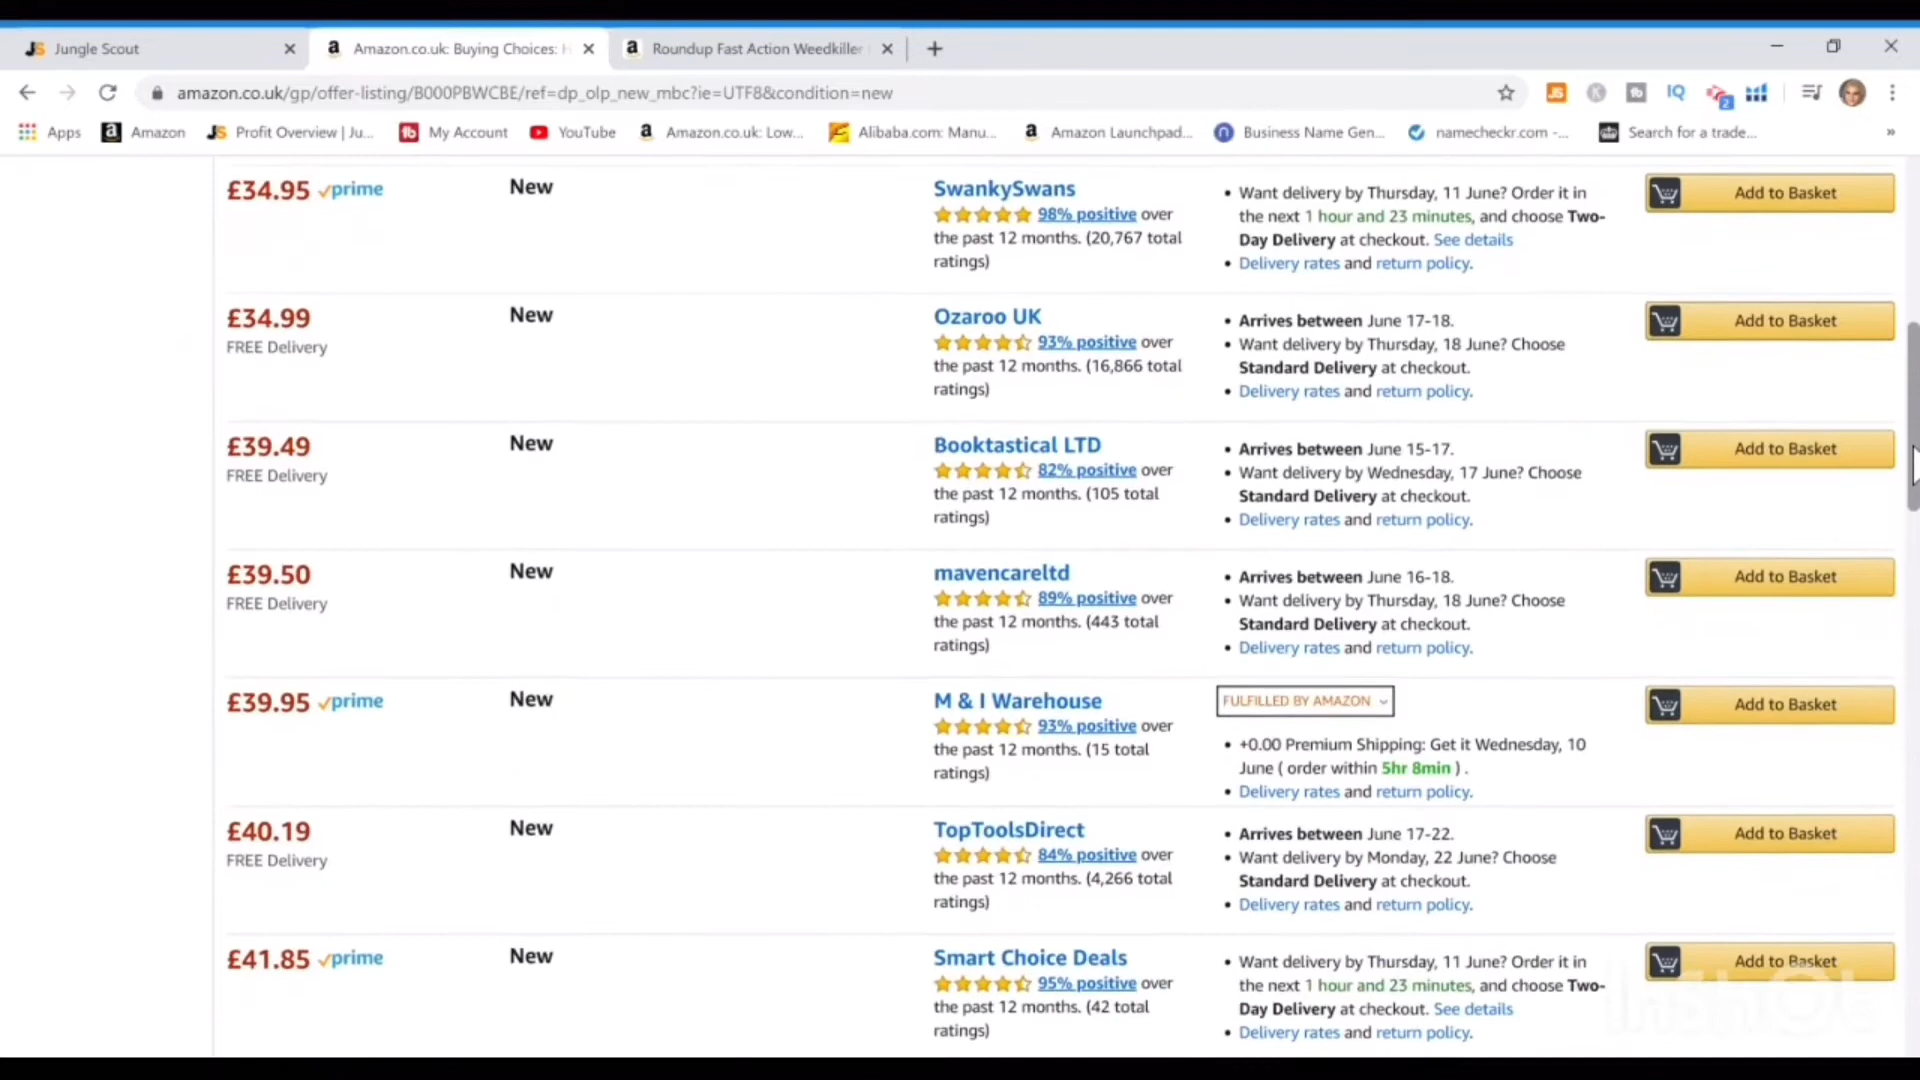 Jungle Scout
Amazon.co.uk: Buying Choices: H
Roundup Fast Action Weedkiller
amazon.co.uk/gp/offer-listing/B000PBWCBE/ref=dp_olp_new_mbc?ie=UTF8&condition=new
JS
K
tb
IQ
2
Apps
Amazon
Profit Overview | Ju...
My Account
YouTube
Amazon.co.uk: Low...
Alibaba.com: Manu...
Amazon Launchpad...
Business Name Gen...
namecheckr.com -...
Search for a trade...
»
£34.95 prime
New
SwankySwans
98% positive over
the past 12 months. (20,767 total
ratings)
• Want delivery by Thursday, 11 June? Order it in
the next 1 hour and 23 minutes, and choose Two-
Day Delivery at checkout. See details
• Delivery rates and return policy.
Add to Basket
£34.99
FREE Delivery
New
Ozaroo UK
93% positive over
the past 12 months. (16,866 total
ratings)
• Arrives between June 17-18.
• Want delivery by Thursday, 18 June? Choose
Standard Delivery at checkout.
• Delivery rates and return policy.
Add to Basket
£39.49
FREE Delivery
New
Booktastical LTD
82% positive over
the past 12 months. (105 total
ratings)
• Arrives between June 15-17.
• Want delivery by Wednesday, 17 June? Choose
Standard Delivery at checkout.
• Delivery rates and return policy.
Add to Basket
£39.50
FREE Delivery
New
mavencareltd
89% positive over
the past 12 months. (443 total
ratings)
• Arrives between June 16-18.
• Want delivery by Thursday, 18 June? Choose
Standard Delivery at checkout.
• Delivery rates and return policy.
Add to Basket
£39.95 prime
New
M & I Warehouse
93% positive over
the past 12 months. (15 total
ratings)
FULFILLED BY AMAZON
• +0.00 Premium Shipping: Get it Wednesday, 10
June ( order within 5hr 8min ) .
• Delivery rates and return policy.
Add to Basket
£40.19
FREE Delivery
New
TopToolsDirect
84% positive over
the past 12 months. (4,266 total
ratings)
• Arrives between June 17-22.
• Want delivery by Monday, 22 June? Choose
Standard Delivery at checkout.
• Delivery rates and return policy.
Add to Basket
£41.85 prime
New
Smart Choice Deals
95% positive over
the past 12 months. (42 total
ratings)
• Want delivery by Thursday, 11 June? Order it in
the next 1 hour and 23 minutes, and choose Two-
Day Delivery at checkout. See details
• Delivery rates and return policy.
Add to Basket